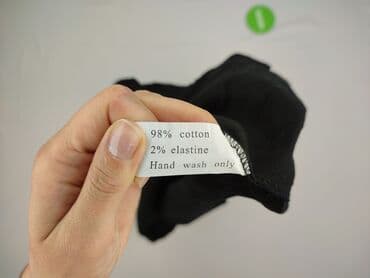 98% cotton
2% elastine
Hand wash only